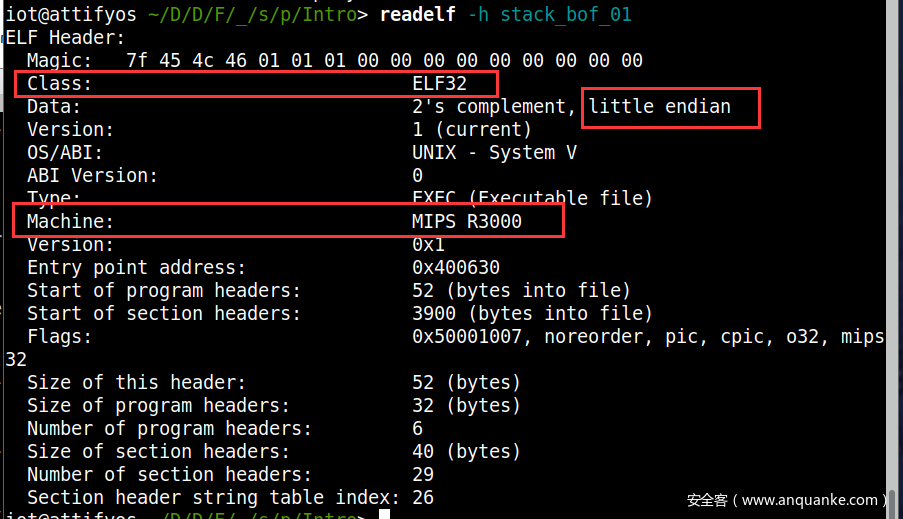 iot@attifyos ~/D/D/F/_/s/p/Intro> readelf -h stack_bof_01
ELF Header:
  Magic:   7f 45 4c 46 01 01 01 00 00 00 00 00 00 00 00 00
  Class:                             ELF32
  Data:                              2's complement, little endian
  Version:                           1 (current)
  OS/ABI:                            UNIX - System V
  ABI Version:                       0
  Type:                              EXEC (Executable file)
  Machine:                           MIPS R3000
  Version:                           0x1
  Entry point address:               0x400630
  Start of program headers:          52 (bytes into file)
  Start of section headers:          3900 (bytes into file)
  Flags:                             0x50001007, noreorder, pic, cpic, o32, mips
32
  Size of this header:               52 (bytes)
  Size of program headers:           32 (bytes)
  Number of program headers:         6
  Size of section headers:           40 (bytes)
  Number of section headers:         29
  Section header string table index: 26
安全客 ( www.anquanke.com )
iot@attifyos ~/D/D/F/_/s/p/Intro>